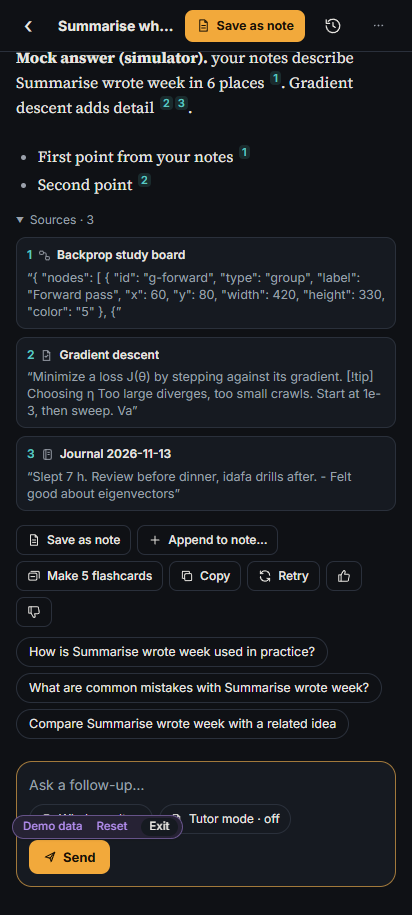 Summarise wh...
Save as note
Mock answer (simulator). your notes describe
Summarise wrote week in 6 places 1. Gradient
descent adds detail 2 3.
• First point from your notes 1
• Second point 2
▼ Sources · 3
1 Backprop study board
“{ "nodes": [ { "id": "g-forward", "type": "group", "label":
"Forward pass", "x": 60, "y": 80, "width": 420, "height": 330,
"color": "5" }, {”
2 Gradient descent
“Minimize a loss J(θ) by stepping against its gradient. [!tip]
Choosing η Too large diverges, too small crawls. Start at 1e-
3, then sweep. Va”
3 Journal 2026-11-13
“Slept 7 h. Review before dinner, idafa drills after. - Felt
good about eigenvectors”
Save as note
Append to note...
Make 5 flashcards
Copy
Retry
How is Summarise wrote week used in practice?
What are common mistakes with Summarise wrote week?
Compare Summarise wrote week with a related idea
Ask a follow-up...
Tutor mode · off
Demo data
Reset
Exit
Send